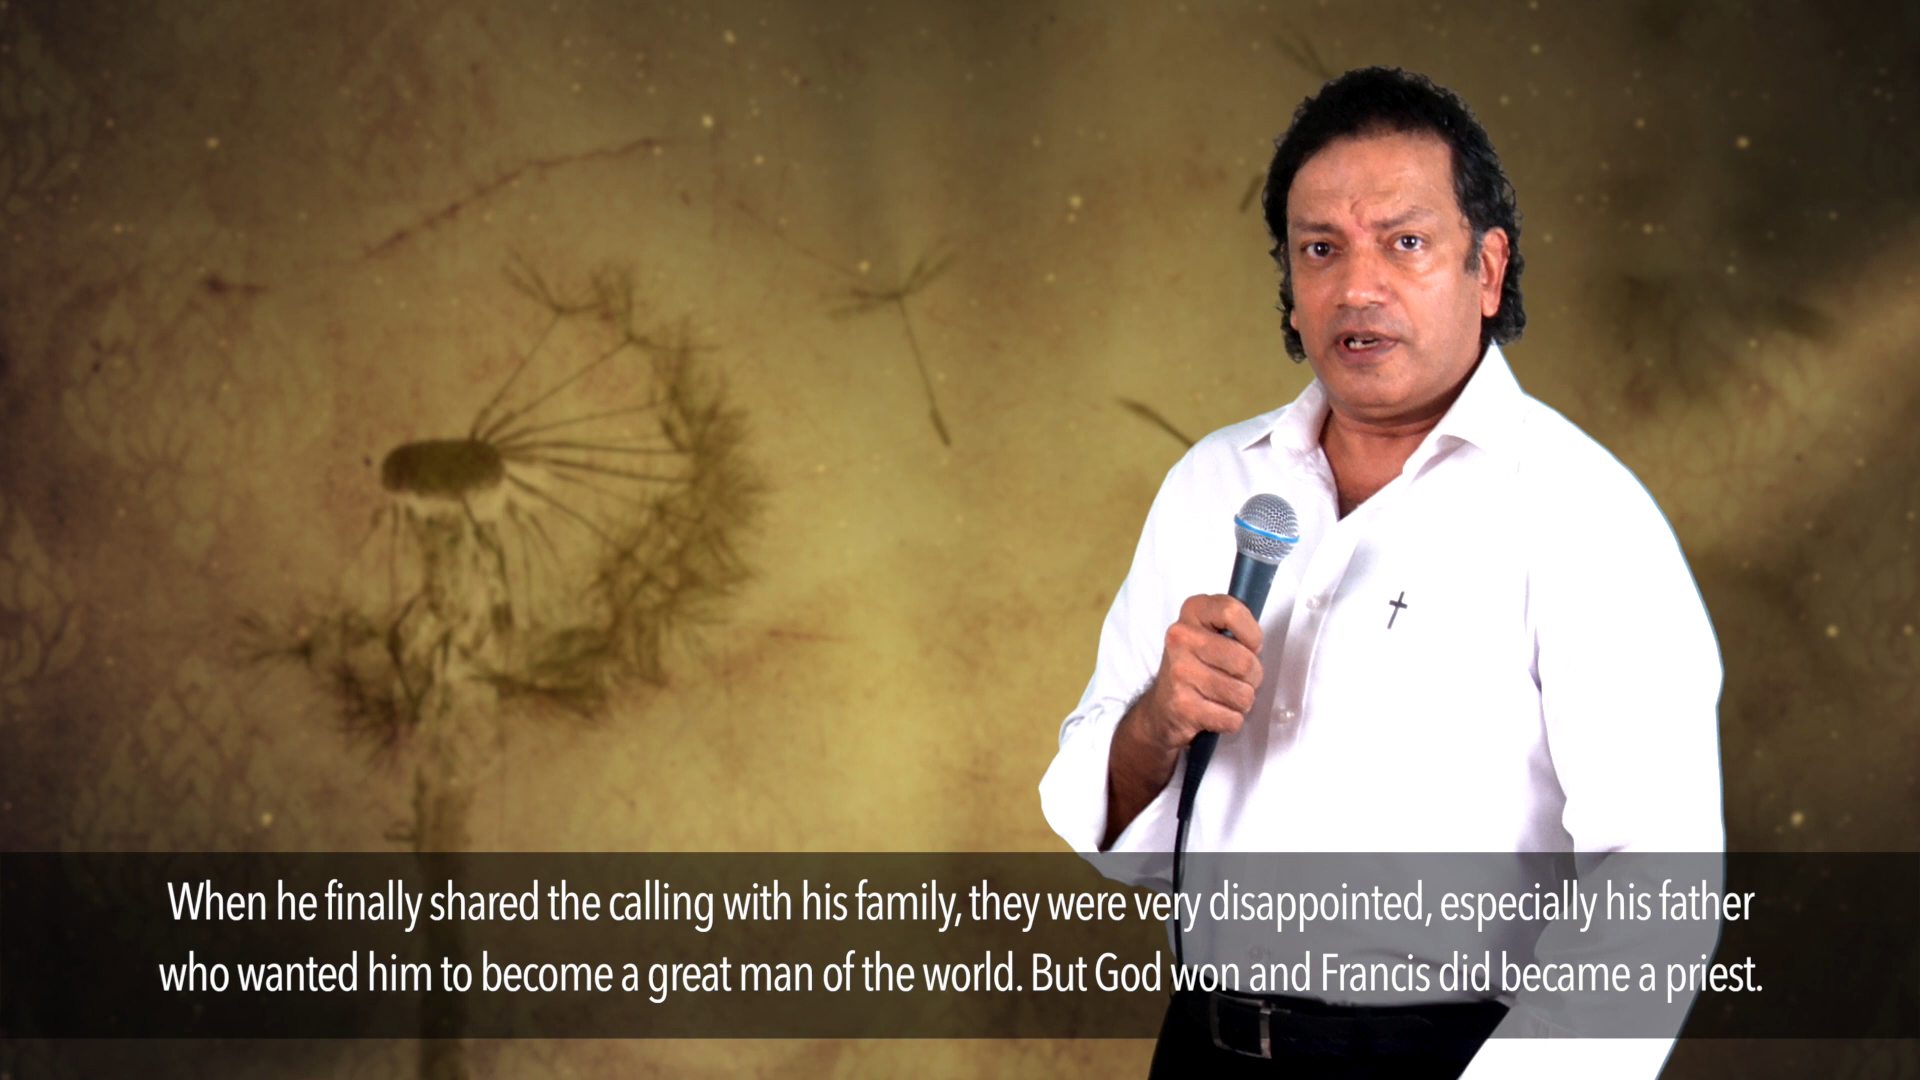 When he finally shared the calling with his family, they were very disappointed, especially his father
who wanted him to become a great man of the world. But God won and Francis did became a priest.